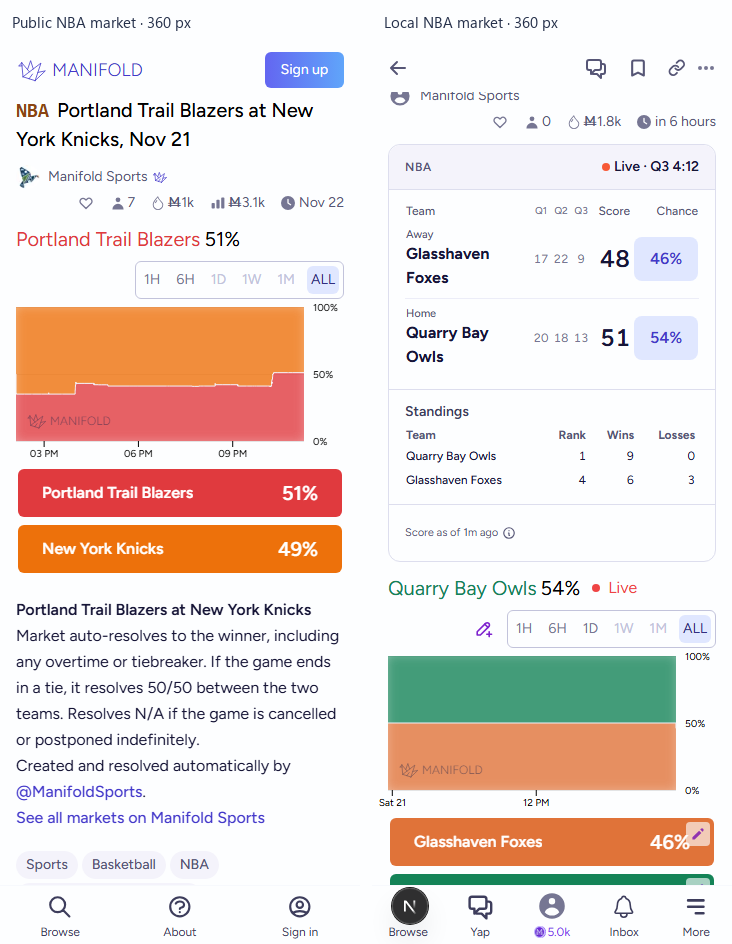 Public NBA market · 360 px
MANIFOLD
Sign up
NBA Portland Trail Blazers at New
York Knicks, Nov 21
Manifold Sports
7
Ṁ1k
Ṁ3.1k
Nov 22
Portland Trail Blazers 51%
1H 6H 1D 1W 1M ALL
100%
50%
MANIFOLD
0%
03 PM 06 PM 09 PM
Portland Trail Blazers 51%
New York Knicks 49%
Portland Trail Blazers at New York Knicks
Market auto-resolves to the winner, including
any overtime or tiebreaker. If the game ends
in a tie, it resolves 50/50 between the two
teams. Resolves N/A if the game is cancelled
or postponed indefinitely.
Created and resolved automatically by
@ManifoldSports.
See all markets on Manifold Sports
Sports Basketball NBA
Browse About Sign in
Local NBA market · 360 px
Manifold Sports
0
Ṁ1.8k
in 6 hours
NBA
Live · Q3 4:12
Team Q1 Q2 Q3 Score Chance
Away
Glasshaven
Foxes
17 22 9 48 46%
Home
Quarry Bay
Owls
20 18 13 51 54%
Standings
Team Rank Wins Losses
Quarry Bay Owls 1 9 0
Glasshaven Foxes 4 6 3
Score as of 1m ago
Quarry Bay Owls 54% Live
1H 6H 1D 1W 1M ALL
100%
50%
MANIFOLD
0%
Sat 21 12 PM
Glasshaven Foxes 46%
N
Browse Yap 5.0k Inbox More